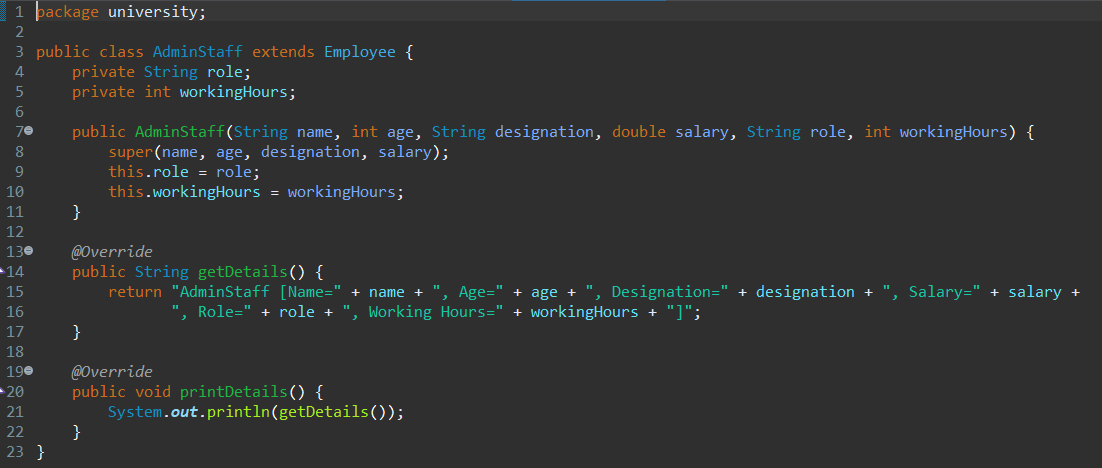 1 package university;
2
3 public class AdminStaff extends Employee {
4     private String role;
5     private int workingHours;
6
7     public AdminStaff(String name, int age, String designation, double salary, String role, int workingHours) {
8         super(name, age, designation, salary);
9         this.role = role;
10         this.workingHours = workingHours;
11     }
12
13     @Override
14     public String getDetails() {
15         return "AdminStaff [Name=" + name + ", Age=" + age + ", Designation=" + designation + ", Salary=" + salary +
16                ", Role=" + role + ", Working Hours=" + workingHours + "]";
17     }
18
19     @Override
20     public void printDetails() {
21         System.out.println(getDetails());
22     }
23 }